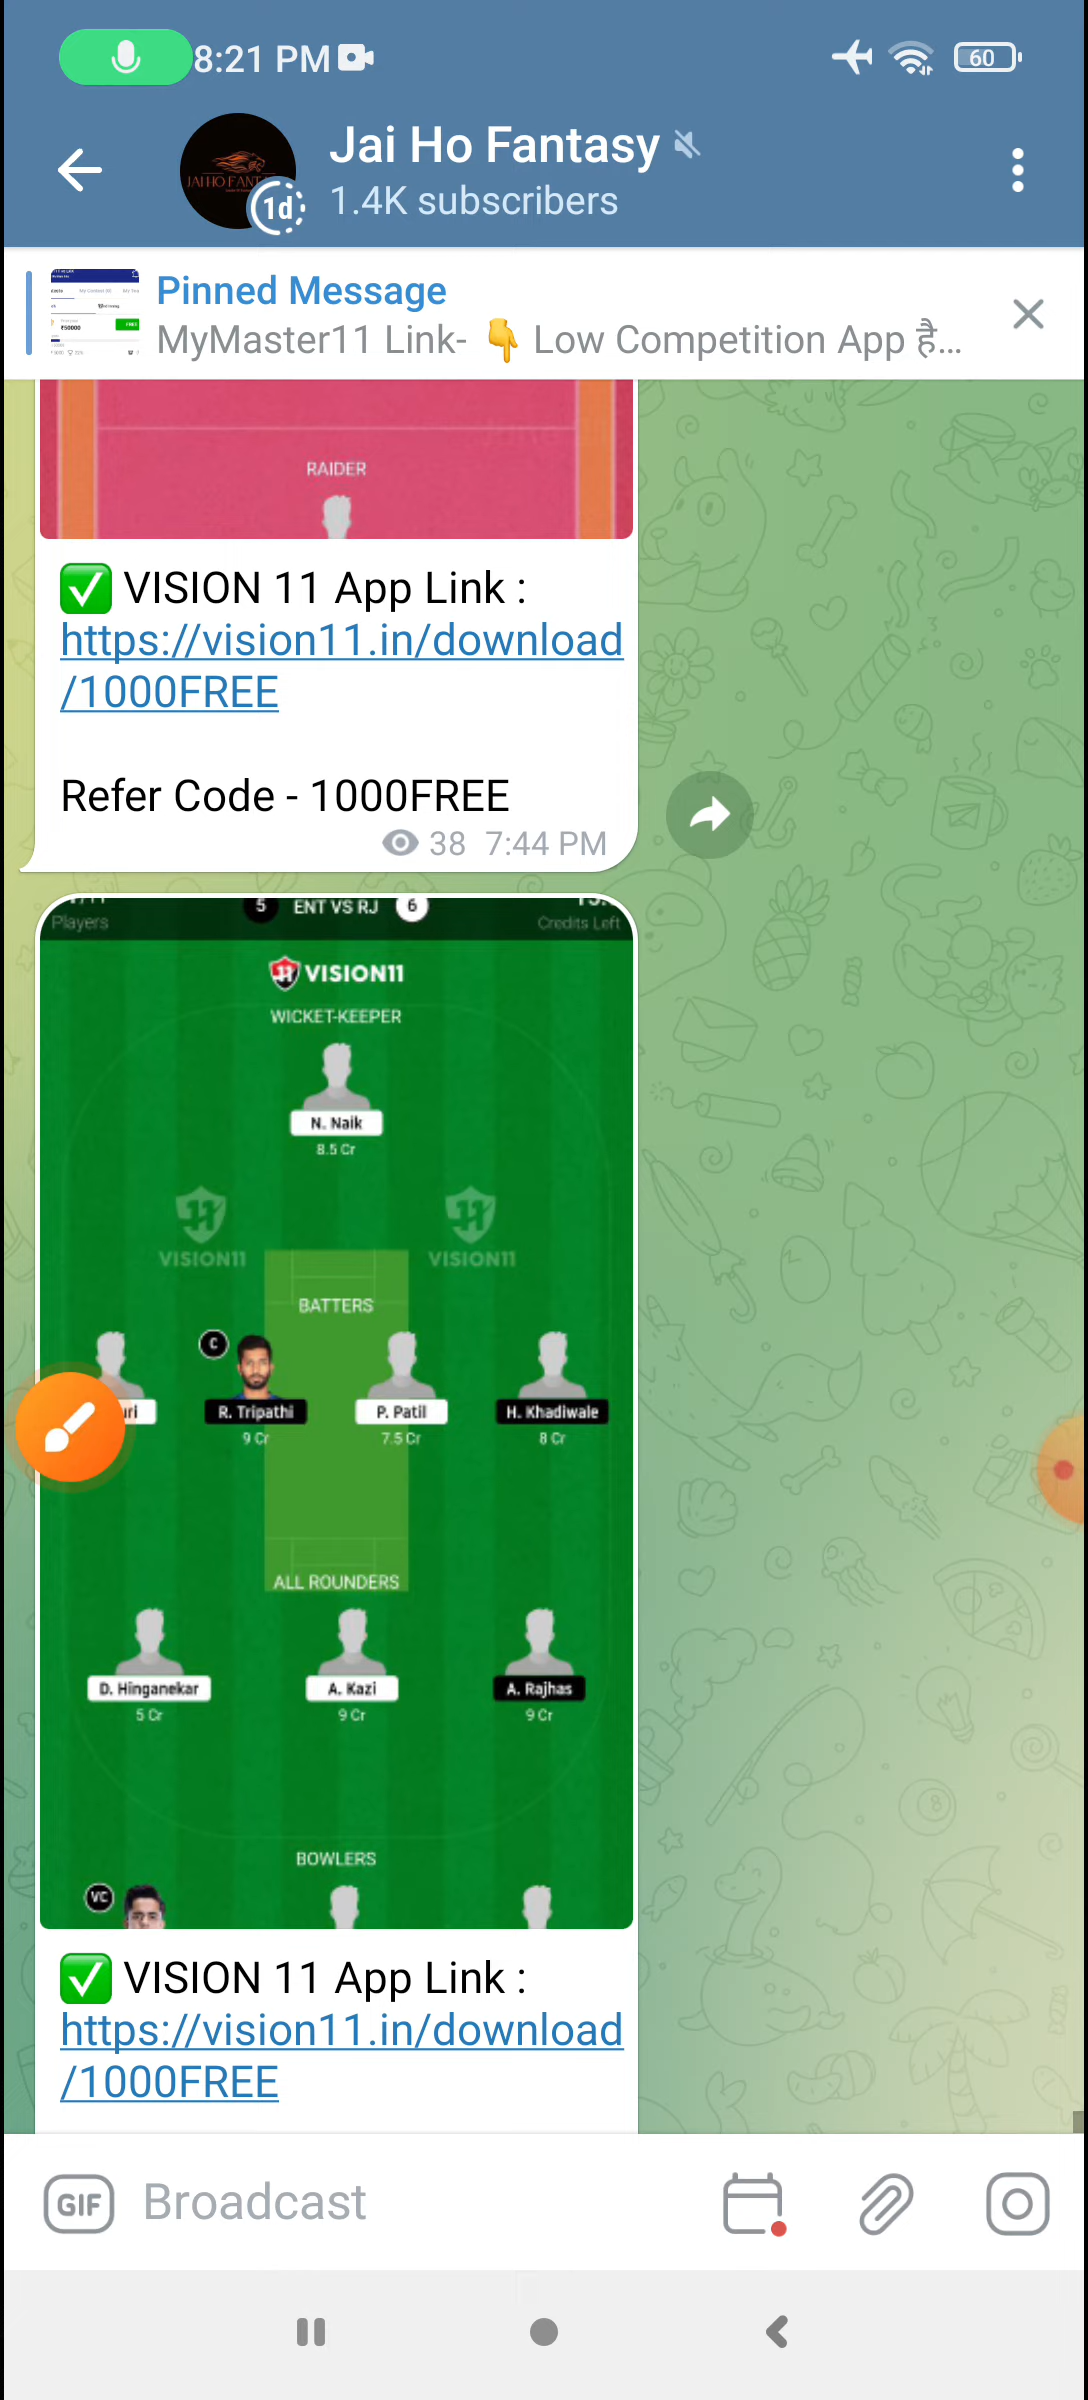 8:21 PM
60
Jai Ho Fantasy
1d
1.4K subscribers
Pinned Message
MyMaster11 Link- 👇 Low Competition App है...
RAIDER
✅ VISION 11 App Link :
https://vision11.in/download
/1000FREE
Refer Code - 1000FREE
38 7:44 PM
5 ENT VS RJ 6
Players Credits Left
VISION11
WICKET-KEEPER
N. Naik
8.5 Cr
VISION11 VISION11
BATTERS
C
R. Tripathi P. Patil H. Khadiwale
9 Cr 7.5 Cr 8 Cr
ALL ROUNDERS
D. Hinganekar A. Kazi A. Rajhas
5 Cr 9 Cr 9 Cr
BOWLERS
VC
✅ VISION 11 App Link :
https://vision11.in/download
/1000FREE
GIF Broadcast